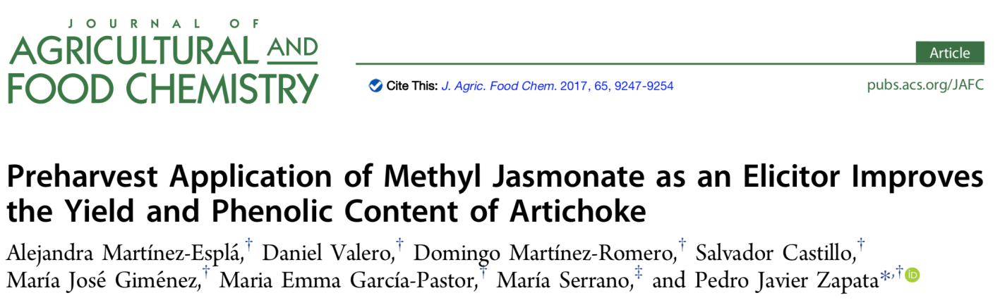 JOURNAL OF
AGRICULTURAL AND
FOOD CHEMISTRY
Article
Cite This: J. Agric. Food Chem. 2017, 65, 9247-9254
pubs.acs.org/JAFC
Preharvest Application of Methyl Jasmonate as an Elicitor Improves
the Yield and Phenolic Content of Artichoke
Alejandra Martínez-Esplá,† Daniel Valero,† Domingo Martínez-Romero,† Salvador Castillo,†
María José Giménez,† Maria Emma García-Pastor,† María Serrano,‡ and Pedro Javier Zapata*,† iD